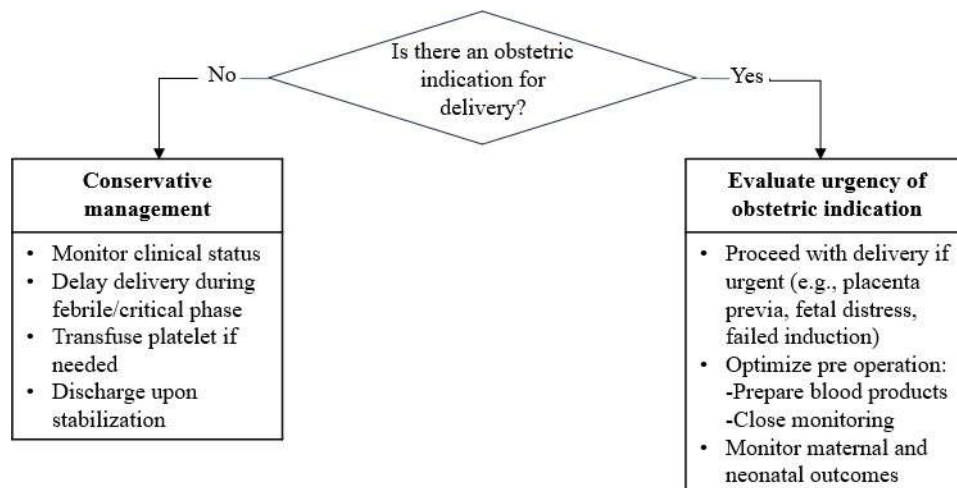 Is there an obstetric
indication for
delivery?
No
Yes
Conservative
management
• Monitor clinical status
• Delay delivery during
febrile/critical phase
• Transfuse platelet if
needed
• Discharge upon
stabilization
Evaluate urgency of
obstetric indication
• Proceed with delivery if
urgent (e.g., placenta
previa, fetal distress,
failed induction)
• Optimize pre operation:
-Prepare blood products
-Close monitoring
• Monitor maternal and
neonatal outcomes